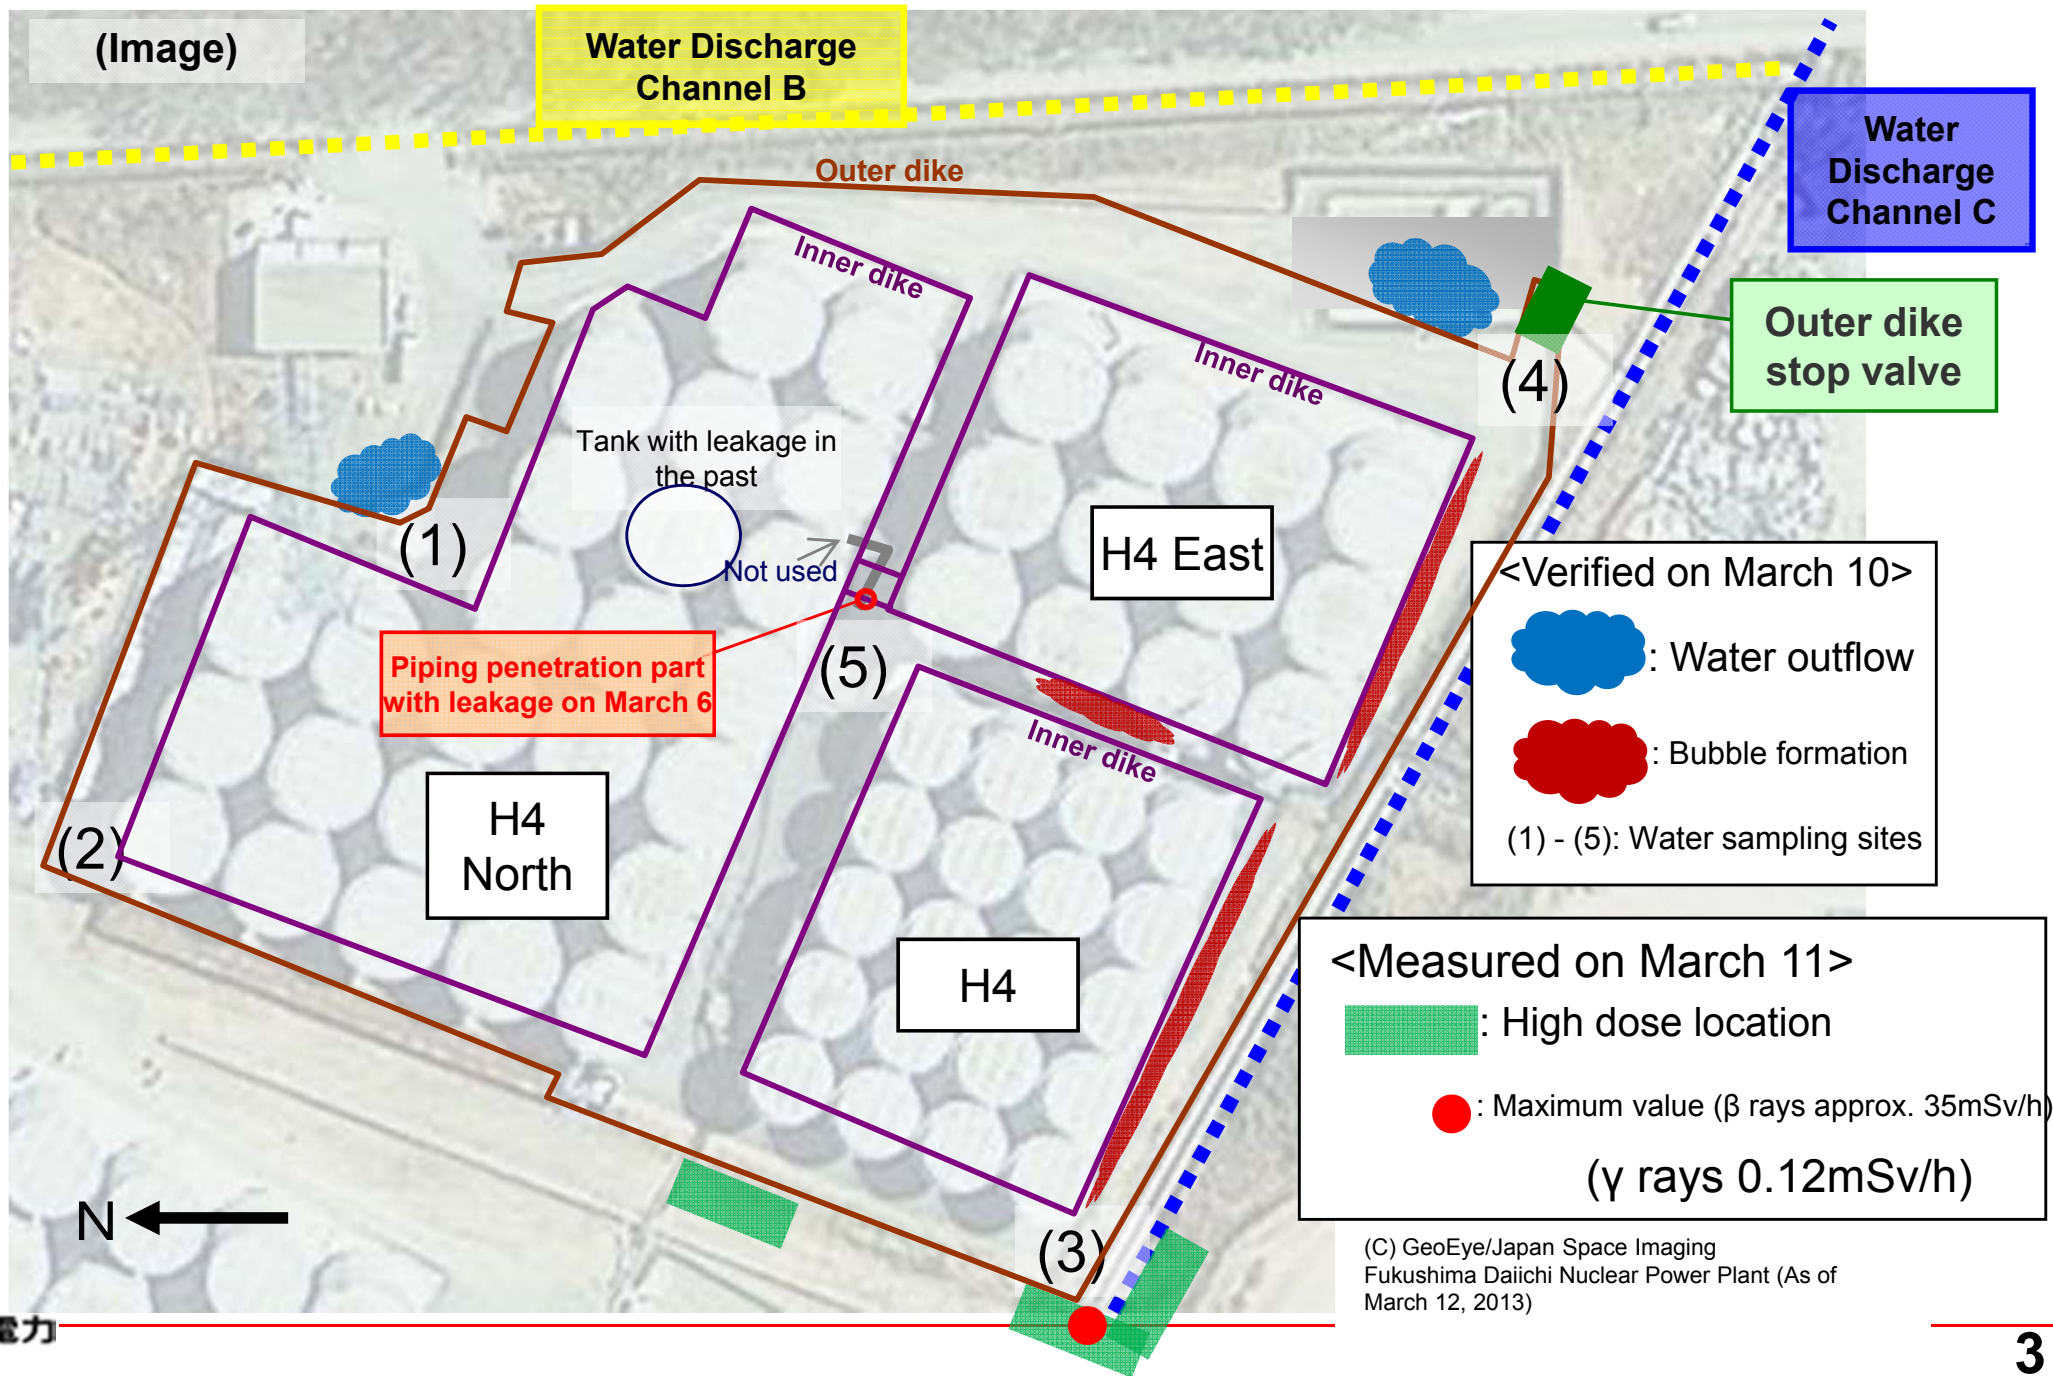 (Image)
Water Discharge
Channel B
Water
Discharge
Channel C
Outer dike
Inner dike
Inner dike
Outer dike
stop valve
(4)
Tank with leakage in
the past
(1)
Not used
H4 East
<Verified on March 10>
: Water outflow
: Bubble formation
(1) - (5): Water sampling sites
Piping penetration part
with leakage on March 6
(5)
Inner dike
(2)
H4
North
H4
<Measured on March 11>
: High dose location
: Maximum value (β rays approx. 35mSv/h)
(γ rays 0.12mSv/h)
N
(3)
(C) GeoEye/Japan Space Imaging
Fukushima Daiichi Nuclear Power Plant (As of
March 12, 2013)
電力
3